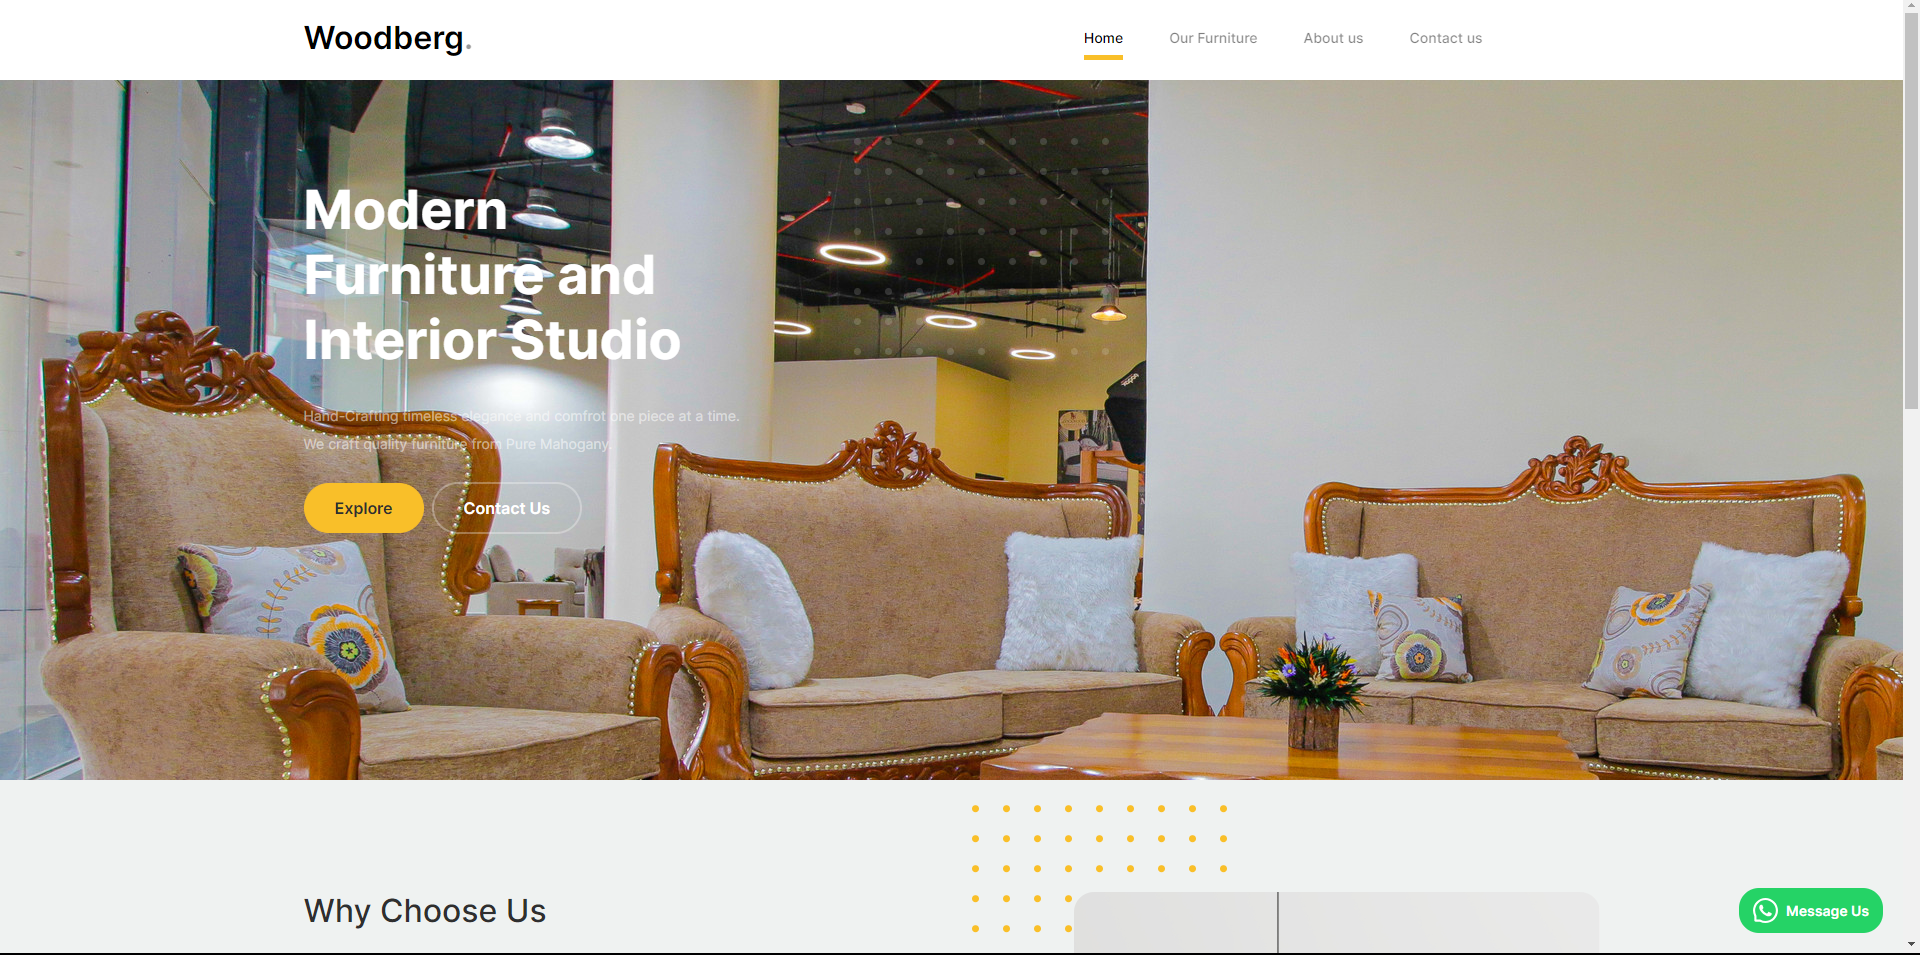 Woodberg.
Home
Our Furniture
About us
Contact us
Modern
Furniture and
Interior Studio
Hand-Crafting timeless elegance and comfrot one piece at a time.
We craft quality furniture from Pure Mahogany.
Explore
Contact Us
Why Choose Us
Message Us